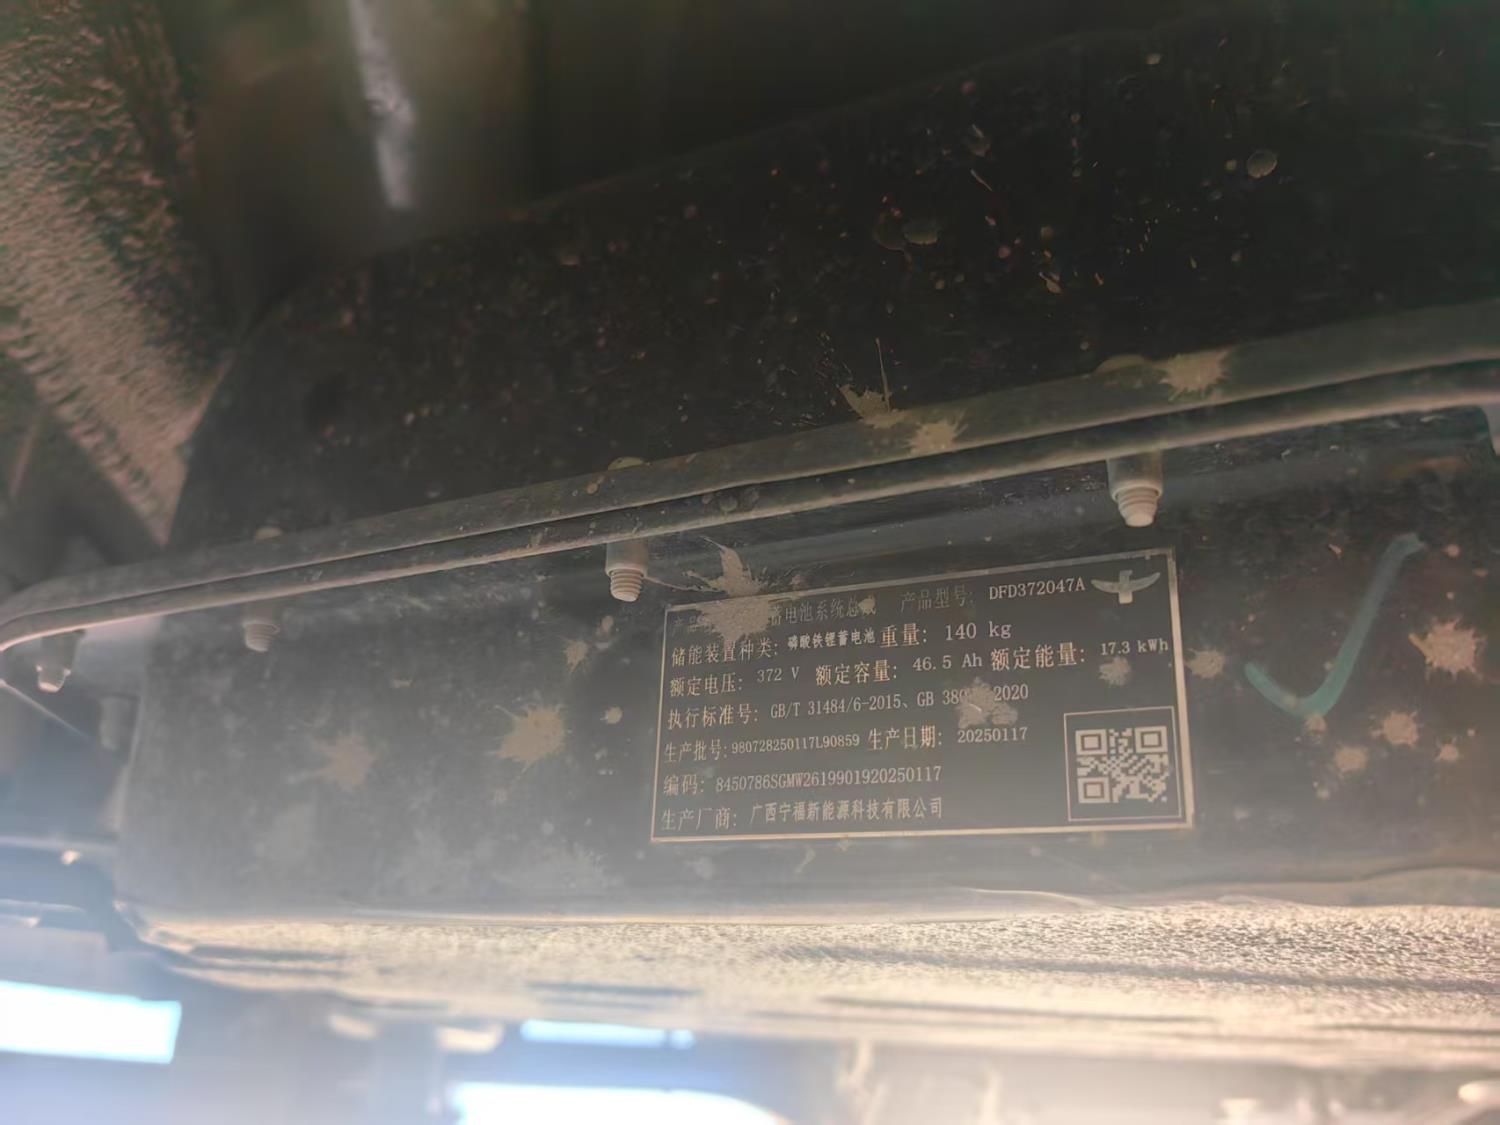 产品 蓄电池系统总成 产品型号: DFD372047A
储能装置种类: 磷酸铁锂蓄电池 重量: 140 kg
额定电压: 372 V 额定容量: 46.5 Ah 额定能量: 17.3 kWh
执行标准号: GB/T 31484/6-2015、GB 380 2020
生产批号: 980728250117L90859 生产日期: 20250117
编码: 8450786SGMW2619901920250117
生产厂商: 广西宁福新能源科技有限公司